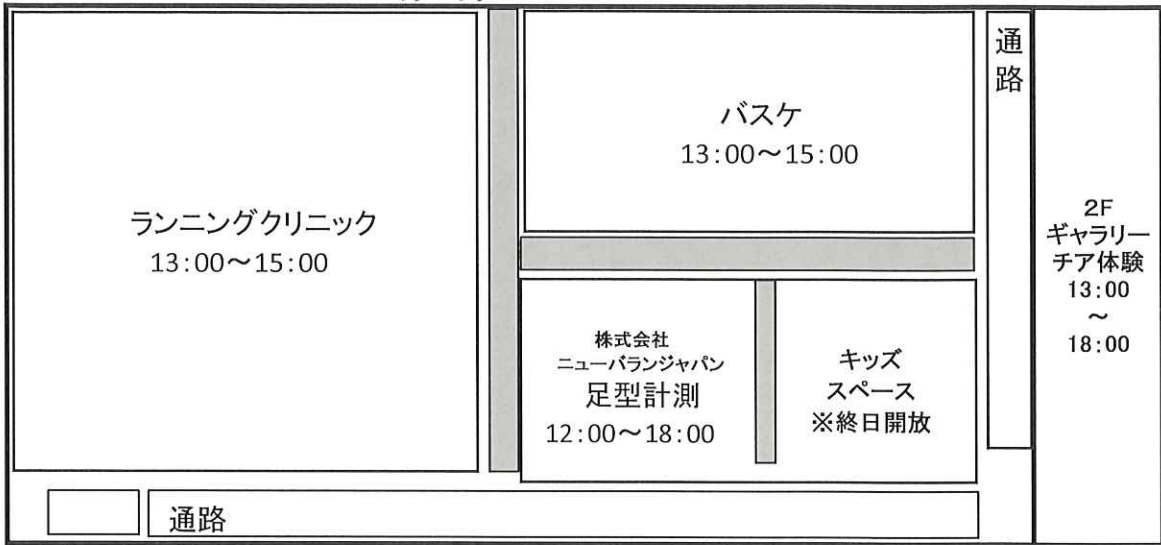 ランニングクリニック
13:00～15:00
バスケ
13:00～15:00
株式会社
ニューバランジャパン
足型計測
12:00～18:00
キッズ
スペース
※終日開放
通路
2F
ギャラリー
チア体験
13:00
～
18:00
通路